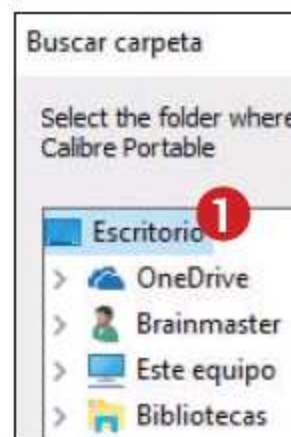 Buscar carpeta
Select the folder where
Calibre Portable
1
Escritorio
OneDrive
Brainmaster
Este equipo
Bibliotecas